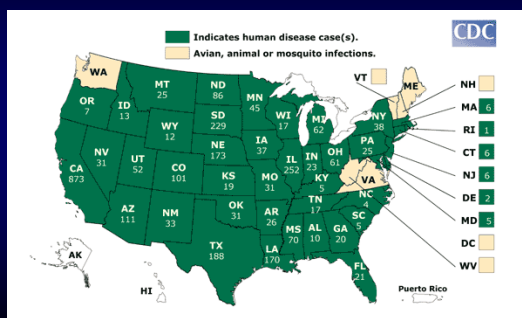 Indicates human disease case(s).
Avian, animal or mosquito infections.
CDC
WA
OR
7
ID
13
MT
25
ND
86
MN
45
WI
17
MI
62
VT
ME
NH
MA 6
RI 1
CT 6
NJ 6
DE 2
MD 5
DC
WV
NY
38
PA
25
SD
229
WY
12
NE
173
IA
37
IL
252
IN
23
OH
61
VA
NV
31
UT
52
CO
101
KS
19
MO
31
KY
5
NC
4
CA
873
AZ
111
NM
33
OK
31
AR
26
TN
17
SC
5
MS
70
AL
10
GA
20
TX
188
LA
170
FL
21
AK
HI
Puerto Rico